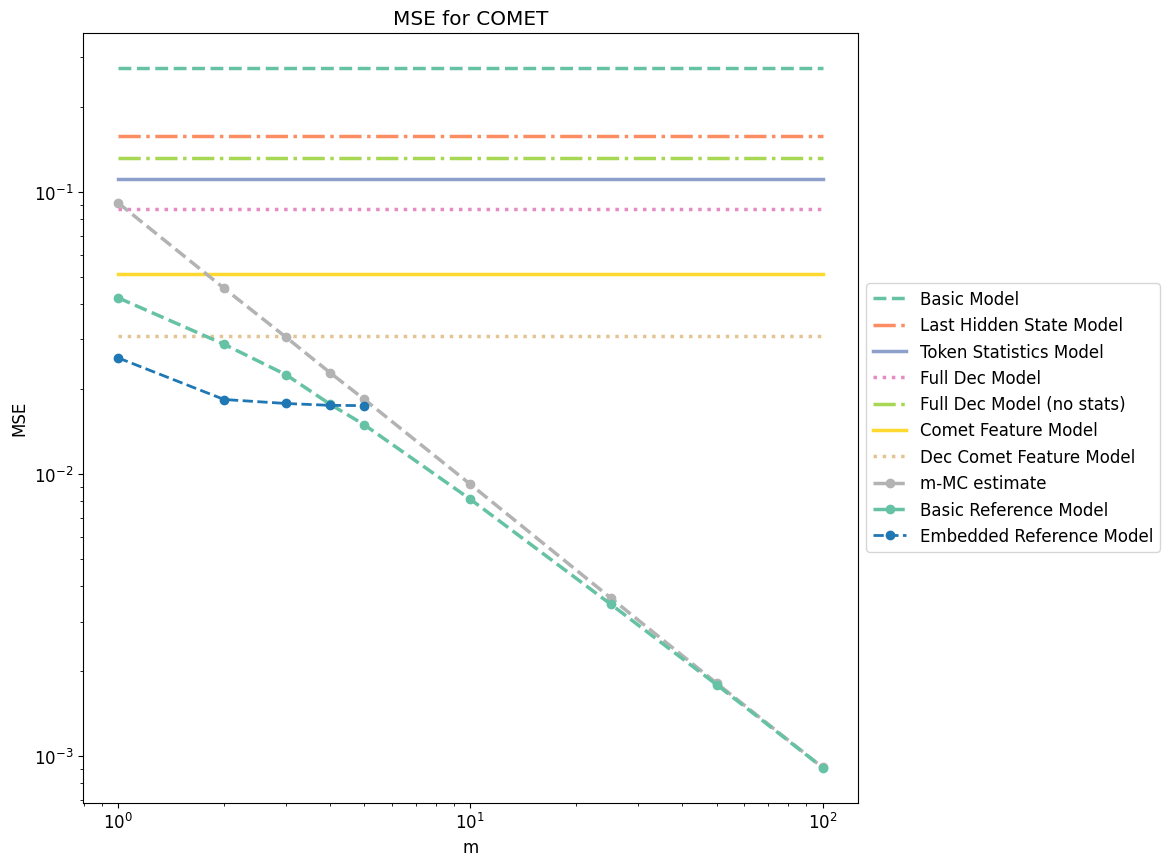 MSE for COMET
MSE
10⁻¹
10⁻²
10⁻³
10⁰
10¹
10²
m
Basic Model
Last Hidden State Model
Token Statistics Model
Full Dec Model
Full Dec Model (no stats)
Comet Feature Model
Dec Comet Feature Model
m-MC estimate
Basic Reference Model
Embedded Reference Model